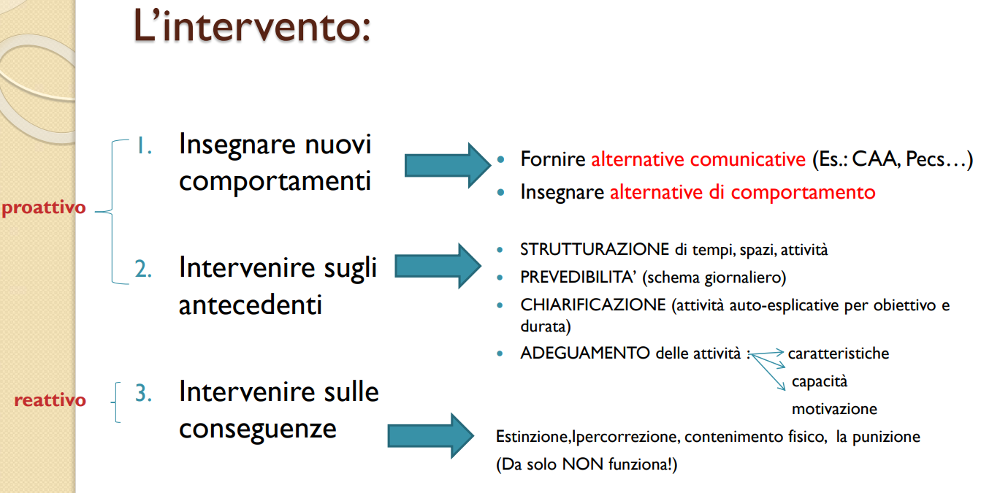 L'intervento:
proattivo
1. Insegnare nuovi
comportamenti
• Fornire alternative comunicative (Es.: CAA, Pecs…)
• Insegnare alternative di comportamento
2. Intervenire sugli
antecedenti
• STRUTTURAZIONE di tempi, spazi, attività
• PREVEDIBILITA' (schema giornaliero)
• CHIARIFICAZIONE (attività auto-esplicative per obiettivo e
durata)
• ADEGUAMENTO delle attività : caratteristiche
capacità
motivazione
reattivo
3. Intervenire sulle
conseguenze
Estinzione,Ipercorrezione, contenimento fisico, la punizione
(Da solo NON funziona!)